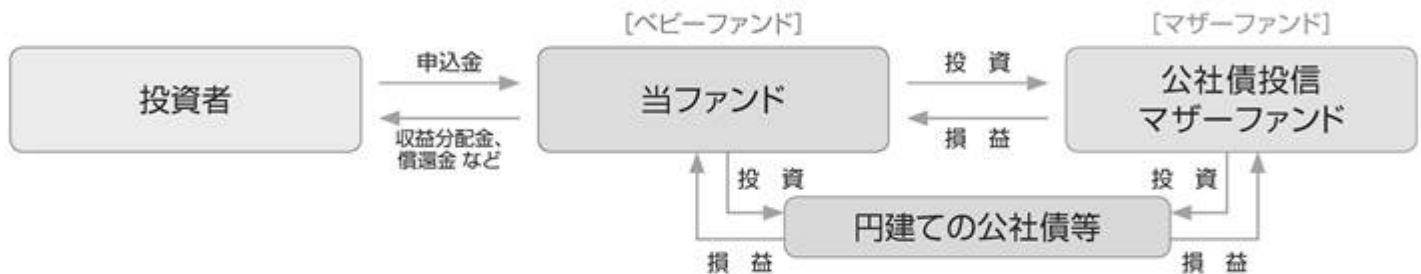 [ベビーファンド]
[マザーファンド]
投資者
申込金
収益分配金、
償還金 など
当ファンド
投 資
損 益
公社債投信
マザーファンド
投 資
損 益
円建ての公社債等
投 資
損 益